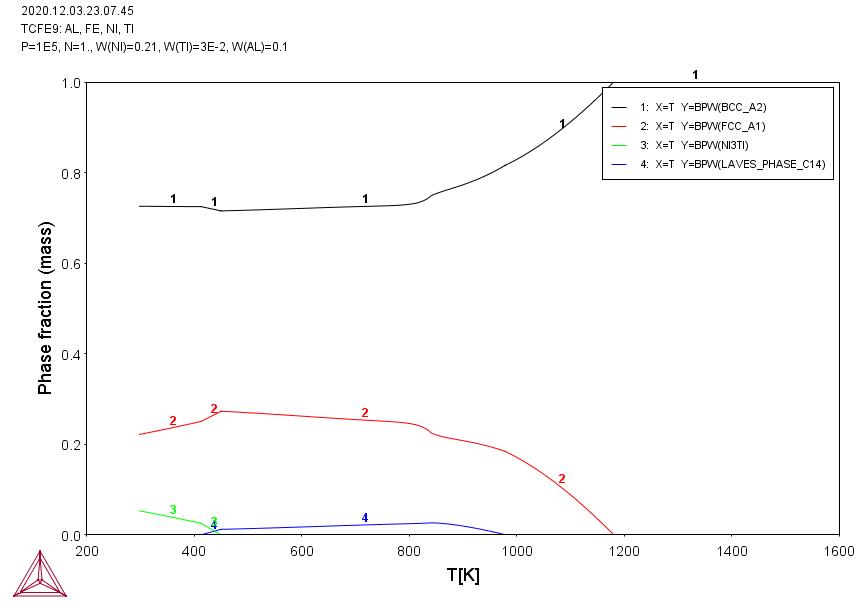 2020.12.03.23.07.45
TCFE9: AL, FE, NI, TI
P=1E5, N=1., W(NI)=0.21, W(TI)=3E-2, W(AL)=0.1
1
1: X=T Y=BPW(BCC_A2)
2: X=T Y=BPW(FCC_A1)
3: X=T Y=BPW(NI3TI)
4: X=T Y=BPW(LAVES_PHASE_C14)
1.0
0.8
0.6
0.4
0.2
0.0
Phase fraction (mass)
1
1 1 1
2 2 2
2
3 3
4 4
200 400 600 800 1000 1200 1400 1600
T[K]